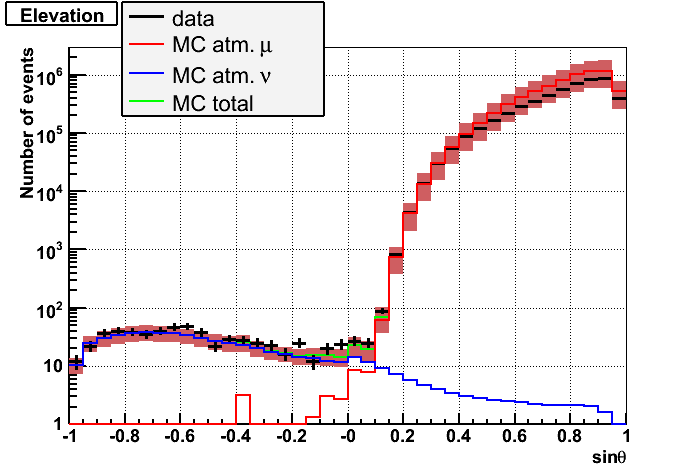 Elevation
data
MC atm. μ
MC atm. ν
MC total
Number of events
10⁶
10⁵
10⁴
10³
10²
10
1
-1 -0.8 -0.6 -0.4 -0.2 -0 0.2 0.4 0.6 0.8 1
sinθ